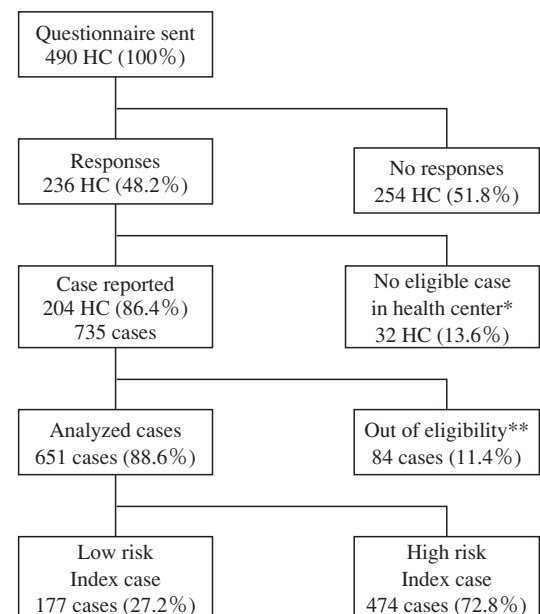 Questionnaire sent
490 HC (100%)
Responses
236 HC (48.2%)
No responses
254 HC (51.8%)
Case reported
204 HC (86.4%)
735 cases
No eligible case
in health center*
32 HC (13.6%)
Analyzed cases
651 cases (88.6%)
Out of eligibility**
84 cases (11.4%)
Low risk
Index case
177 cases (27.2%)
High risk
Index case
474 cases (72.8%)